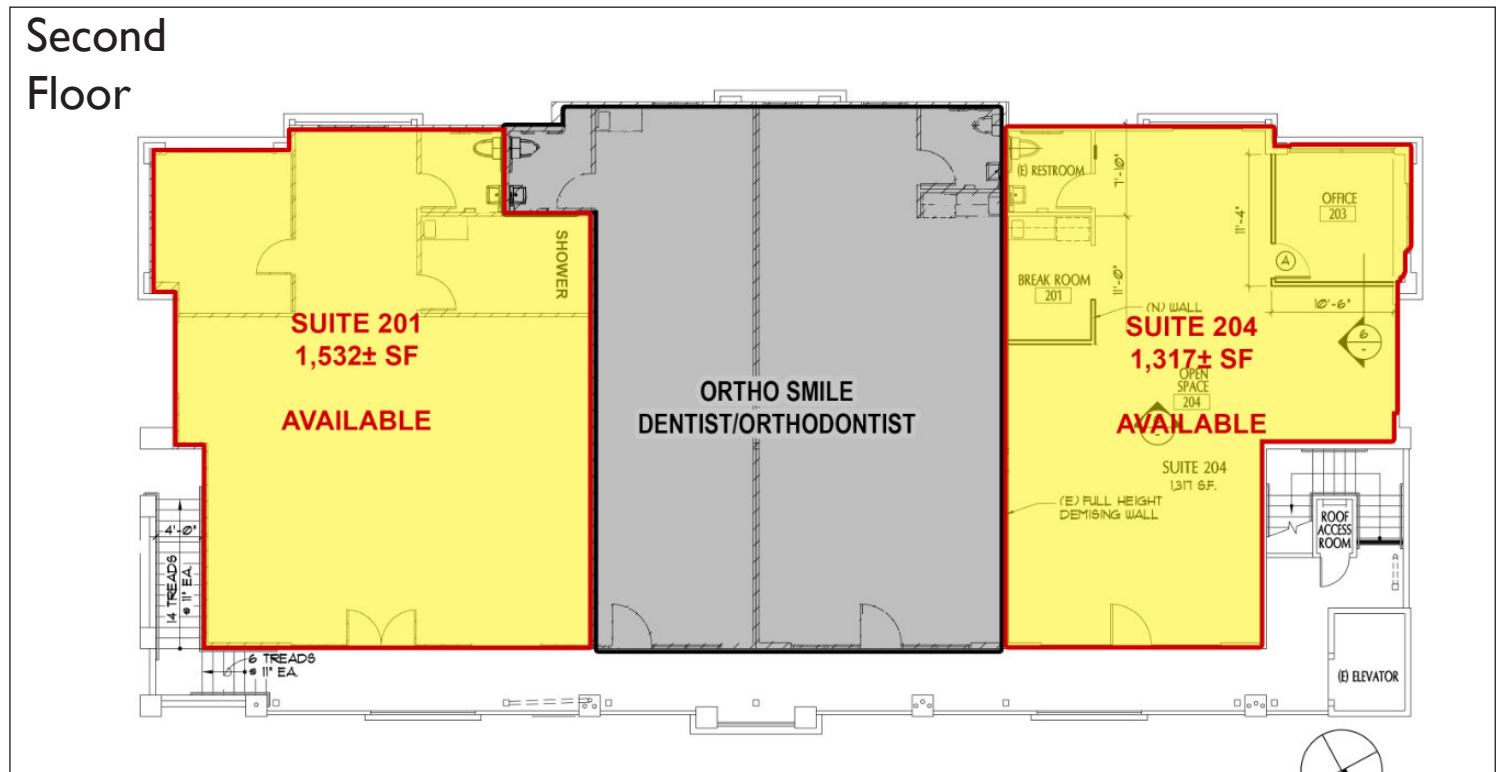 Second
Floor
SHOWER
SUITE 201
1,532± SF
AVAILABLE
4'-0"
14 TREADS
@ 11" EA.
6 TREADS
@ 11" EA.
ORTHO SMILE
DENTIST/ORTHODONTIST
(E) RESTROOM
7'-10"
BREAK ROOM
201
11'-0"
(N) WALL
11'-4"
OFFICE
203
A
10'-6"
6
-
SUITE 204
1,317± SF
OPEN
SPACE
204
AVAILABLE
-
SUITE 204
1,317 S.F.
(E) FULL HEIGHT
DEMISING WALL
ROOF
ACCESS
ROOM
(E) ELEVATOR